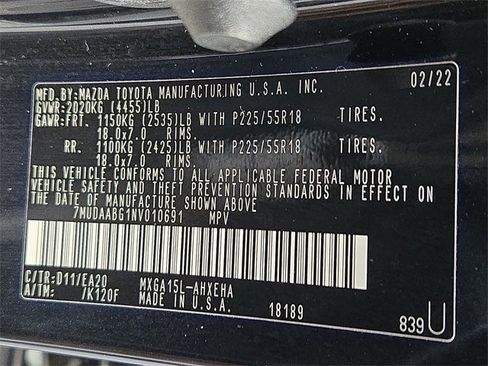 MFD.BY: MAZDA TOYOTA MANUFACTURING U.S.A. INC. 02/22
GVWR: 2020KG (4455)LB
GAWR: FRT. 1150KG (2535)LB WITH P225/55R18 TIRES.
18.0x7.0 RIMS.
RR. 1100KG (2425)LB WITH P225/55R18 TIRES.
18.0x7.0 RIMS.
THIS VEHICLE CONFORMS TO ALL APPLICABLE FEDERAL MOTOR
VEHICLE SAFETY AND THEFT PREVENTION STANDARDS IN EFFECT ON
THE DATE OF MANUFACTURE SHOWN ABOVE.
7MUDAABG1NV010691 MPV
C/TR: D11/EA20 MXGA15L-AHXEHA
A/TM: /K120F MADE IN U.S.A. 18189 839U